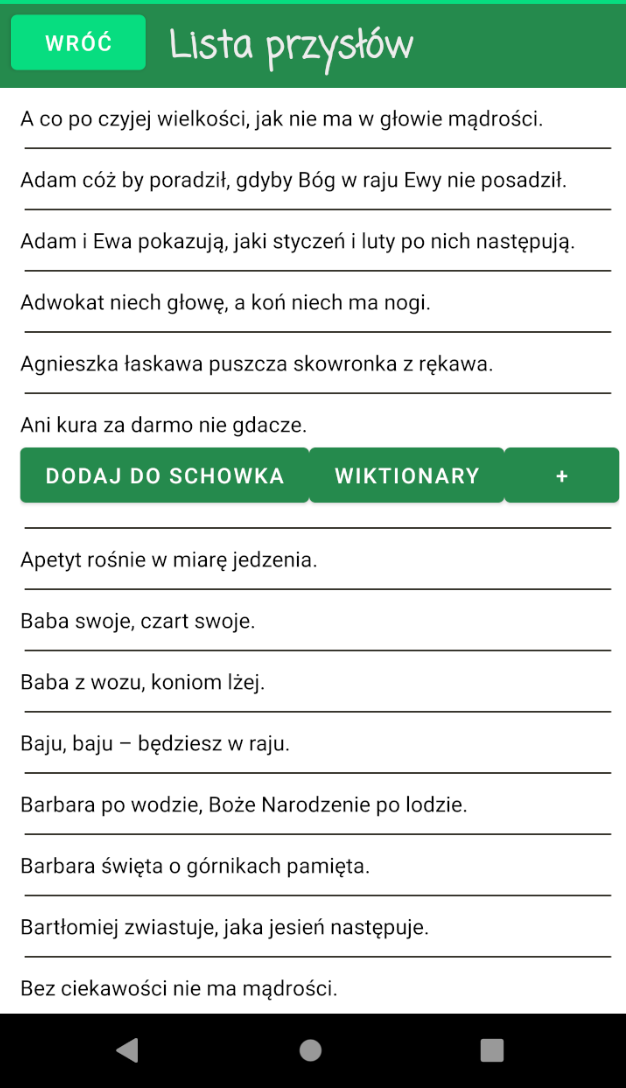 WRÓĆ Lista przysłów
A co po czyjej wielkości, jak nie ma w głowie mądrości.
Adam cóż by poradził, gdyby Bóg w raju Ewy nie posadził.
Adam i Ewa pokazują, jaki styczeń i luty po nich następują.
Adwokat niech głowę, a koń niech ma nogi.
Agnieszka łaskawa puszcza skowronka z rękawa.
Ani kura za darmo nie gdacze.
DODAJ DO SCHOWKA WIKTIONARY +
Apetyt rośnie w miarę jedzenia.
Baba swoje, czart swoje.
Baba z wozu, koniom lżej.
Baju, baju – będziesz w raju.
Barbara po wodzie, Boże Narodzenie po lodzie.
Barbara święta o górnikach pamięta.
Bartłomiej zwiastuje, jaka jesień następuje.
Bez ciekawości nie ma mądrości.